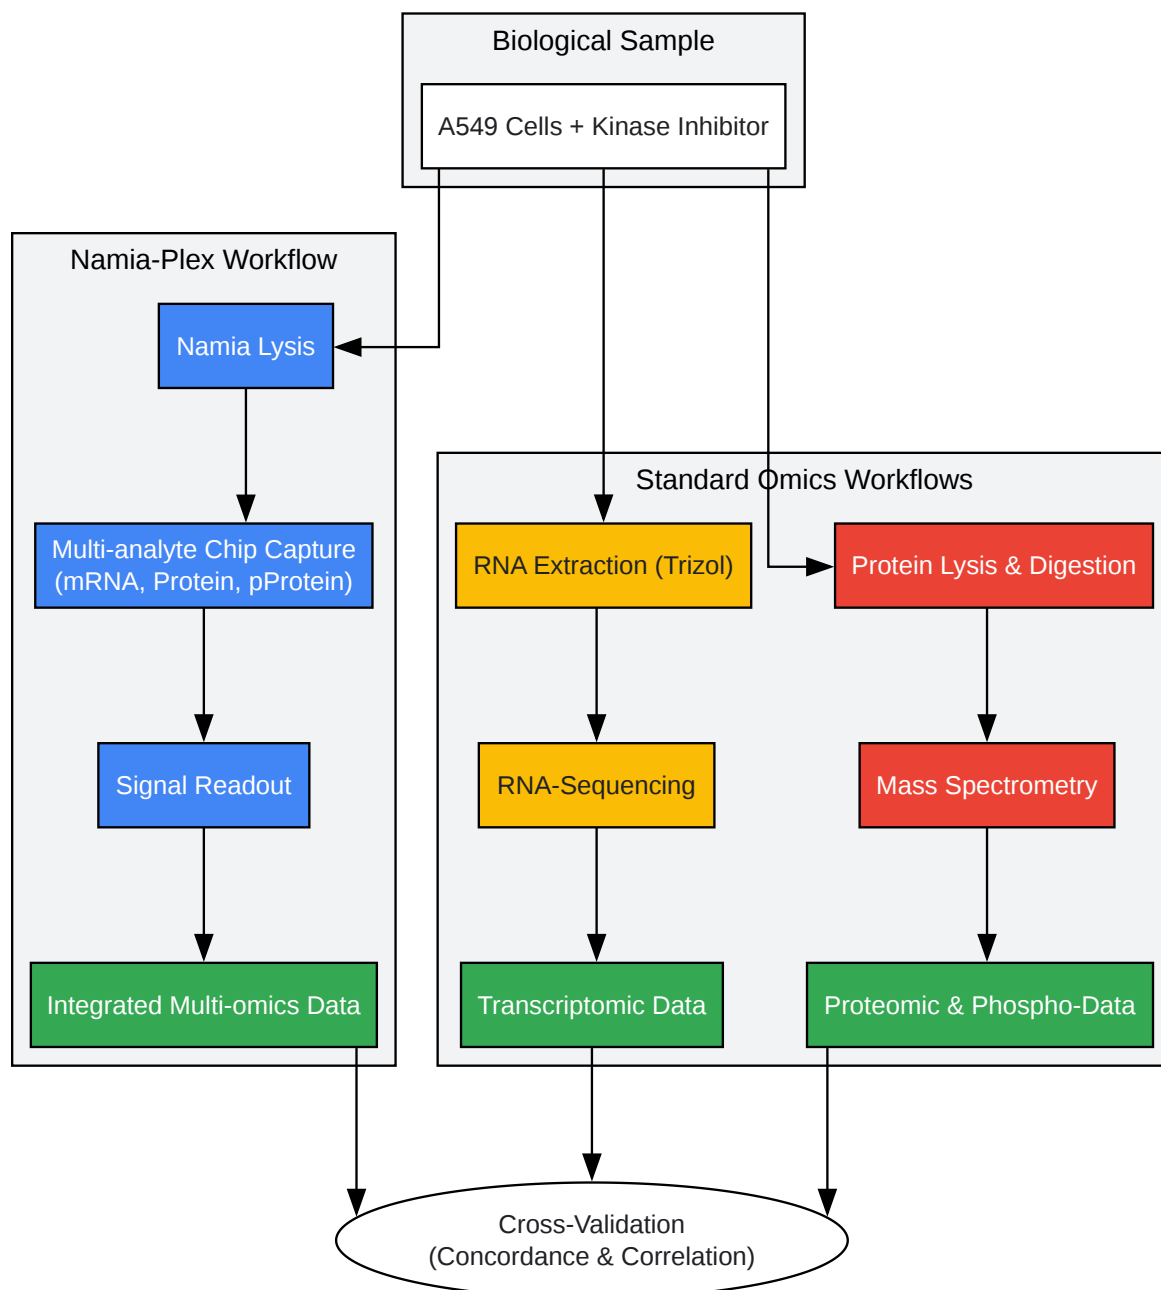 Biological Sample
A549 Cells + Kinase Inhibitor
Namia-Plex Workflow
Namia Lysis
Multi-analyte Chip Capture
(mRNA, Protein, pProtein)
Signal Readout
Integrated Multi-omics Data
Standard Omics Workflows
RNA Extraction (Trizol)
RNA-Sequencing
Transcriptomic Data
Protein Lysis & Digestion
Mass Spectrometry
Proteomic & Phospho-Data
Cross-Validation
(Concordance & Correlation)